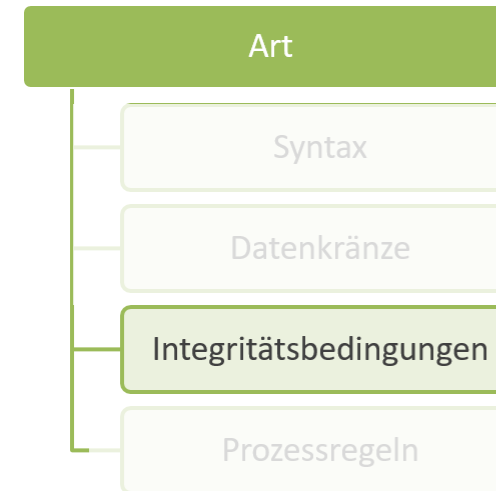 Art
Syntax
Datenkränze
Integritätsbedingungen
Prozessregeln